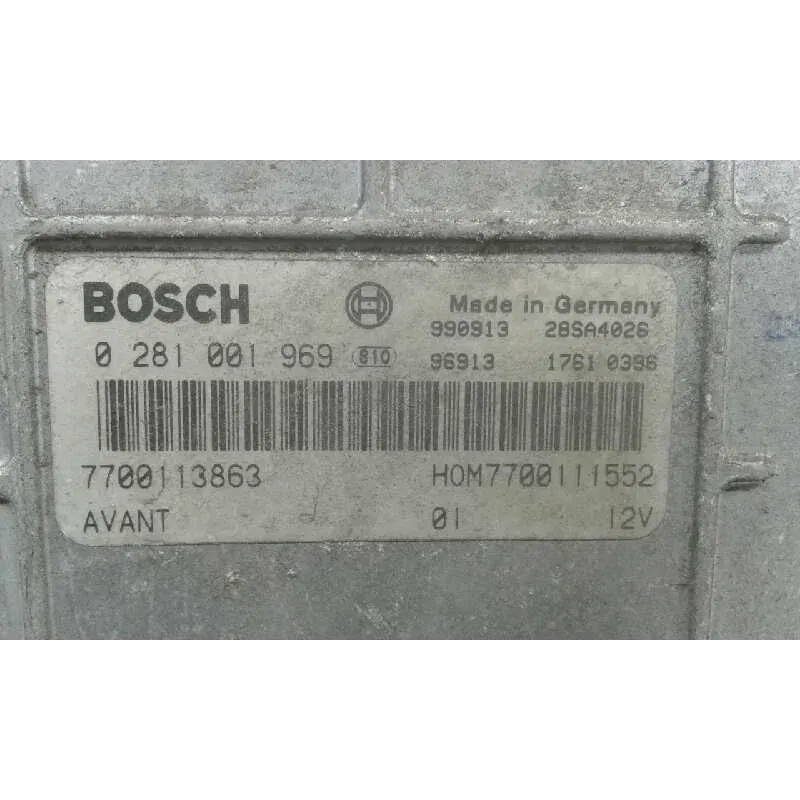 BOSCH Made in Germany
990913 28SA4026
0 281 001 969 810 96913 1761 0396
7700113863 HOM7700111552
AVANT 01 12V